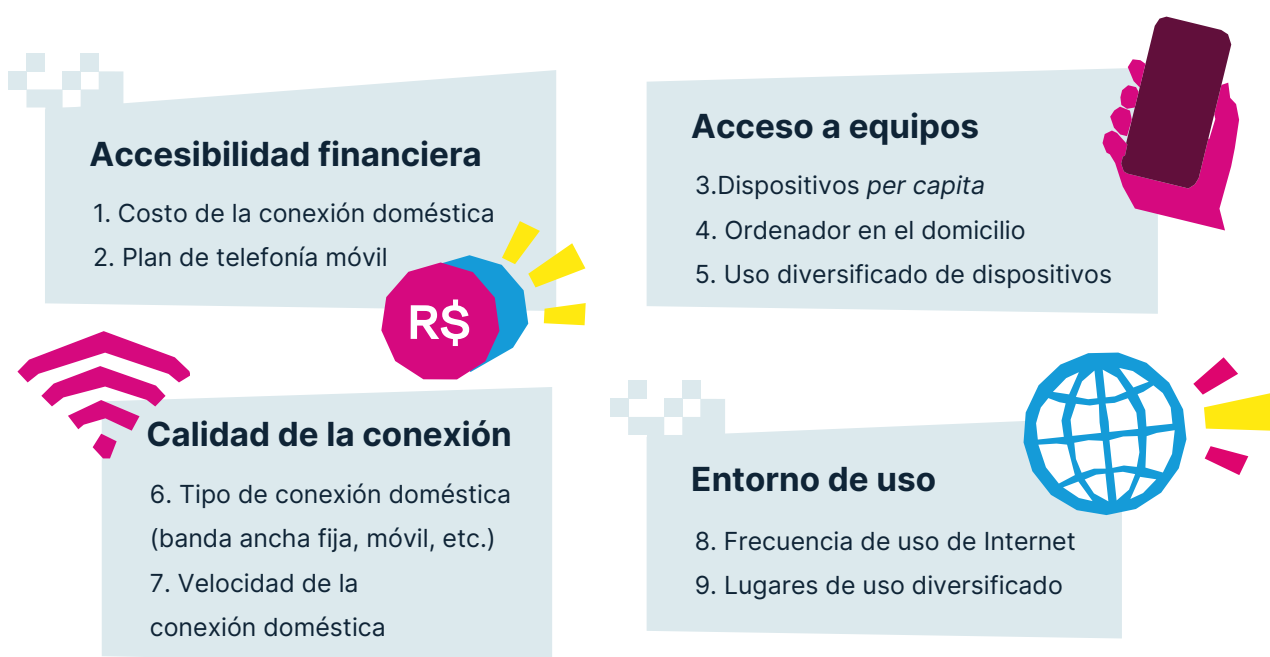 Accesibilidad financiera
1. Costo de la conexión doméstica
2. Plan de telefonía móvil
R$
Acceso a equipos
3.Dispositivos per capita
4. Ordenador en el domicilio
5. Uso diversificado de dispositivos
Calidad de la conexión
6. Tipo de conexión doméstica
(banda ancha fija, móvil, etc.)
7. Velocidad de la
conexión doméstica
Entorno de uso
8. Frecuencia de uso de Internet
9. Lugares de uso diversificado